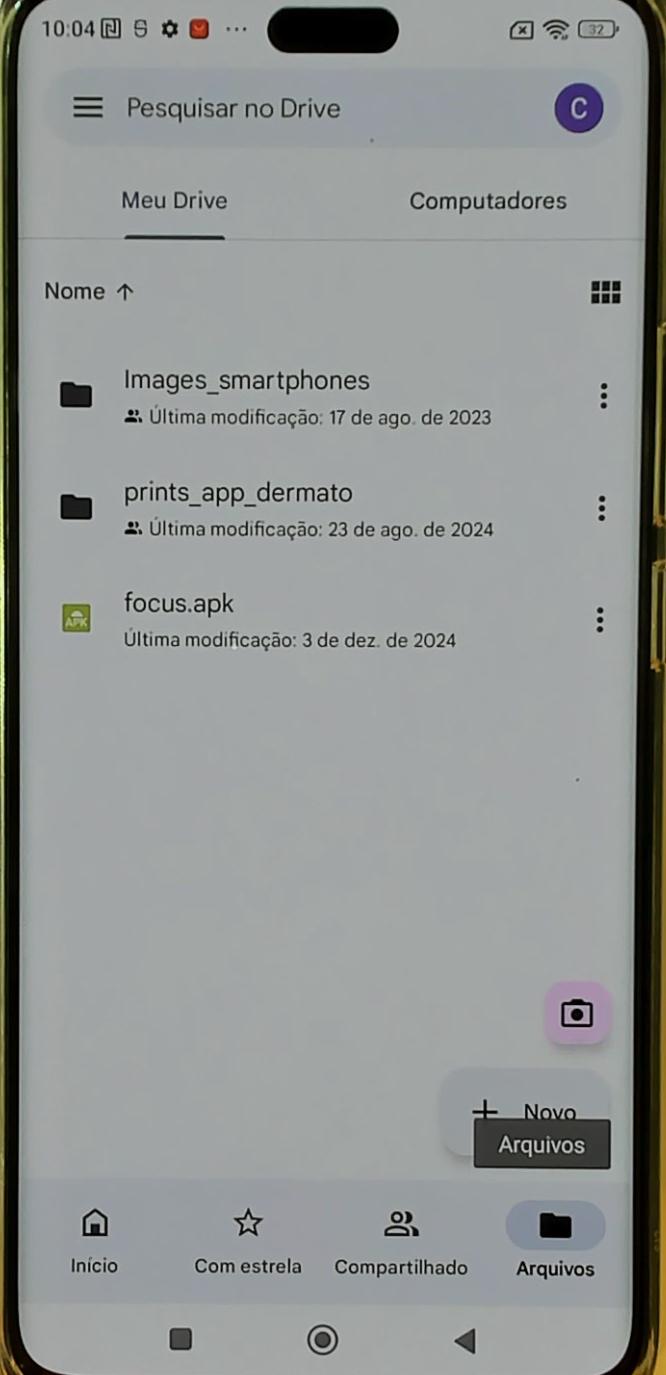 10:04
32
Pesquisar no Drive
C
Meu Drive
Computadores
Nome
Images_smartphones
Última modificação: 17 de ago. de 2023
prints_app_dermato
Última modificação: 23 de ago. de 2024
APK
focus.apk
Última modificação: 3 de dez. de 2024
Novo
Arquivos
Início
Com estrela
Compartilhado
Arquivos